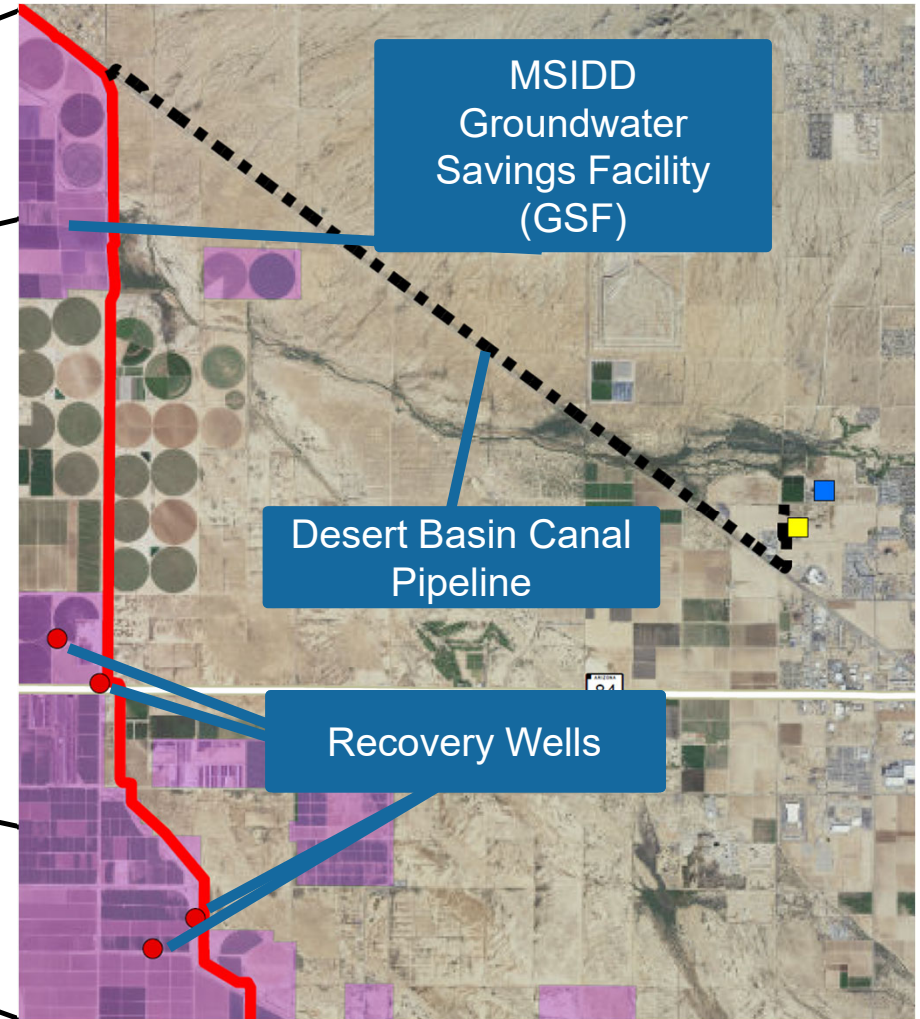 MSIDD
Groundwater
Savings Facility
(GSF)
Desert Basin Canal
Pipeline
ARIZONA
84
Recovery Wells